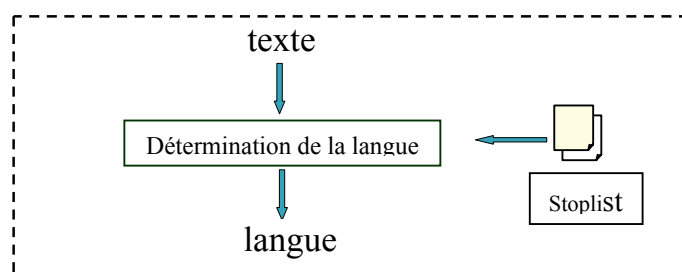 texte
Détermination de la langue
Stoplist
langue